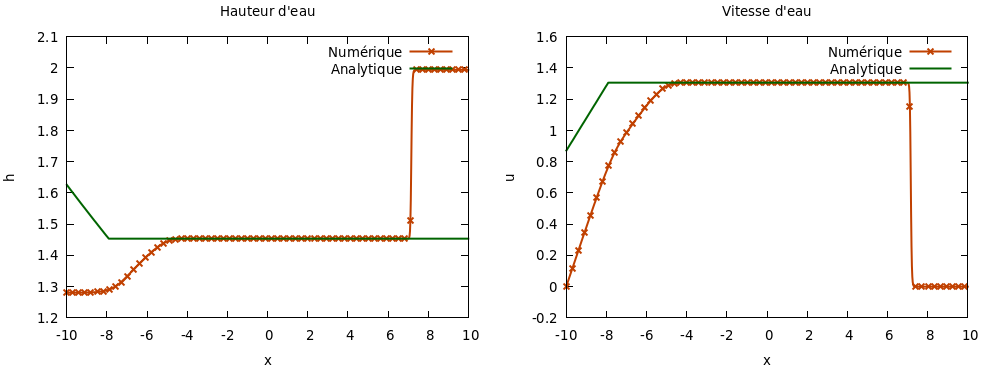 Hauteur d'eau
Numérique
Analytique
2.1
2
1.9
1.8
1.7
1.6
1.5
1.4
1.3
1.2
h
-10 -8 -6 -4 -2 0 2 4 6 8 10
x
Vitesse d'eau
Numérique
Analytique
1.6
1.4
1.2
1
0.8
0.6
0.4
0.2
0
-0.2
u
-10 -8 -6 -4 -2 0 2 4 6 8 10
x